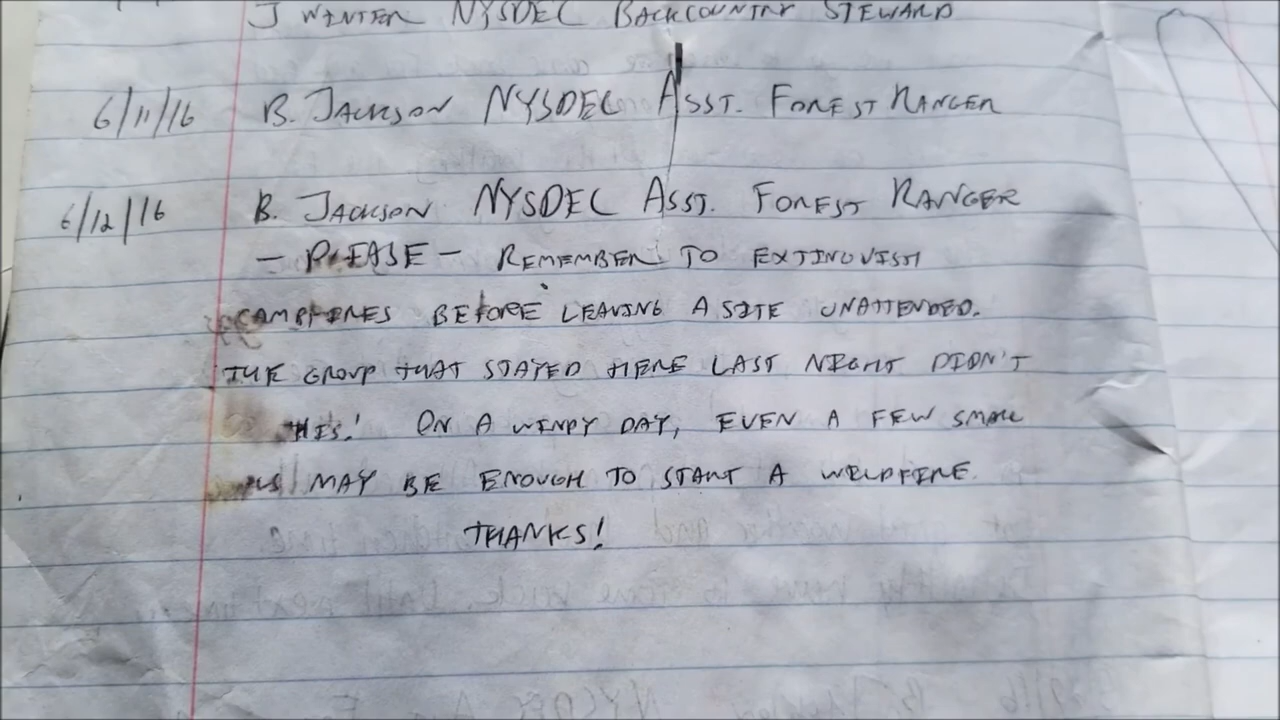 J WINTER NYSDEC BACKCOUNTRY STEWARD
6/11/16 B. JACKSON NYSDEC ASST. FOREST RANGER
6/12/16 B. JACKSON NYSDEC ASST. FOREST RANGER
— PLEASE — REMEMBER TO EXTINGUISH
CAMPFIRES BEFORE LEAVING A SITE UNATTENDED.
THE GROUP THAT STAYED HERE LAST NIGHT DIDN'T
THIS! ON A WINDY DAY, EVEN A FEW SMALL
MAY BE ENOUGH TO START A WILDFIRE.
THANKS!